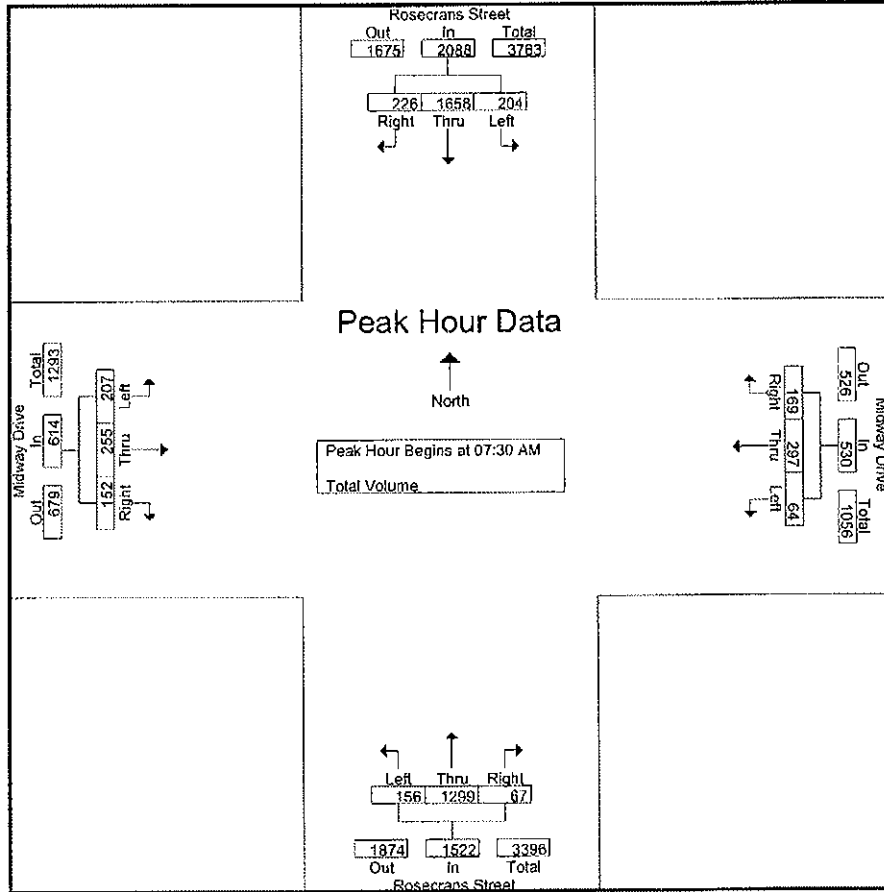 Rosecrans Street
Out In Total
1675 2088 3763
226 1658 204
Right Thru Left
Peak Hour Data
North
Peak Hour Begins at 07:30 AM
Total Volume
Midway Drive
Total In Out
1293 614 679
207 255 152
Left Thru Right
Right Thru Left
169 297 64
Out In Total
526 530 1056
Midway Drive
Left Thru Right
156 1299 67
1874 1522 3396
Out In Total
Rosecrans Street